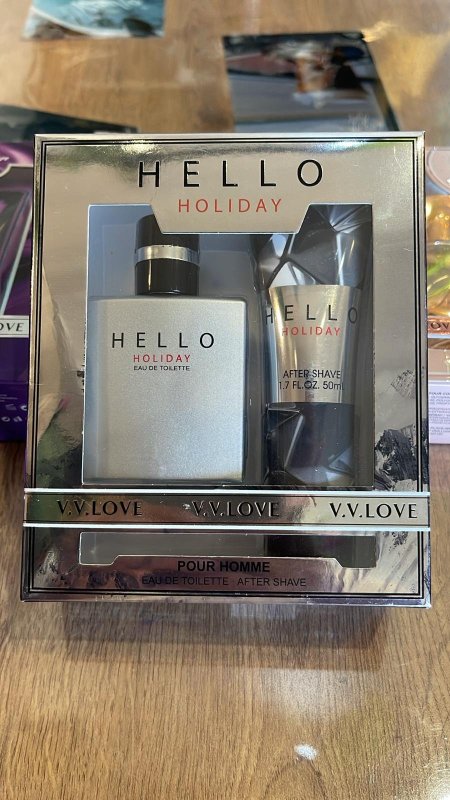 HELLO
HOLIDAY
HELLO
HOLIDAY
EAU DE TOILETTE
HELLO
HOLIDAY
AFTER SHAVE
1.7 FL.OZ. 50ml
V.V.LOVE V.V.LOVE V.V.LOVE
POUR HOMME
EAU DE TOILETTE AFTER SHAVE
OVE